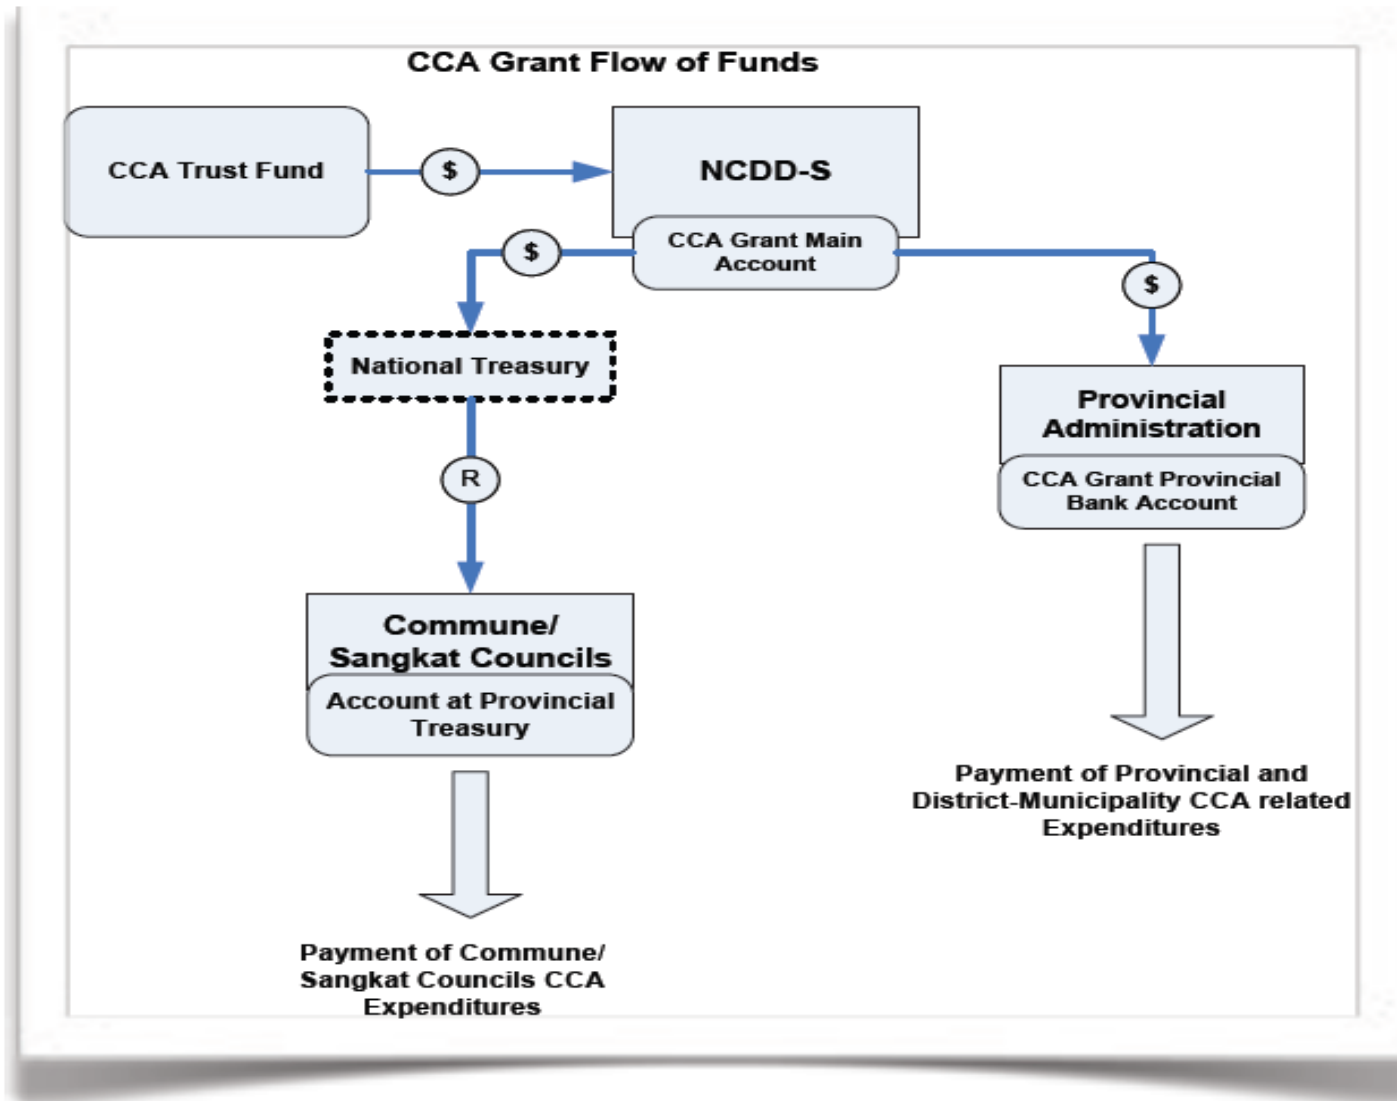 CCA Grant Flow of Funds
CCA Trust Fund
$
NCDD-S
CCA Grant Main
Account
$
$
National Treasury
Provincial
Administration
CCA Grant Provincial
Bank Account
R
Commune/
Sangkat Councils
Account at Provincial
Treasury
Payment of Provincial and
District-Municipality CCA related
Expenditures
Payment of Commune/
Sangkat Councils CCA
Expenditures